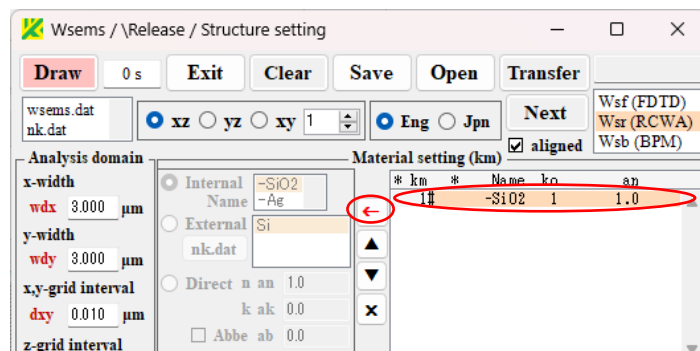 Wsems / \Release / Structure setting
Draw 0 s Exit Clear Save Open Transfer
wsems.dat
nk.dat
xz yz xy 1 Eng Jpn Next
aligned
Wsf (FDTD)
Wsr (RCWA)
Wsb (BPM)
Analysis domain
x-width
wdx 3.000 μm
y-width
wdy 3.000 μm
x,y-grid interval
dxy 0.010 μm
z-grid interval
Material setting (km)
Internal Name
-SiO2
-Ag
External Si
nk.dat
Direct n an 1.0
k ak 0.0
Abbe ab 0.0
← ▲ ▼ x
* km * Name ko an
1# -SiO2 1 1.0